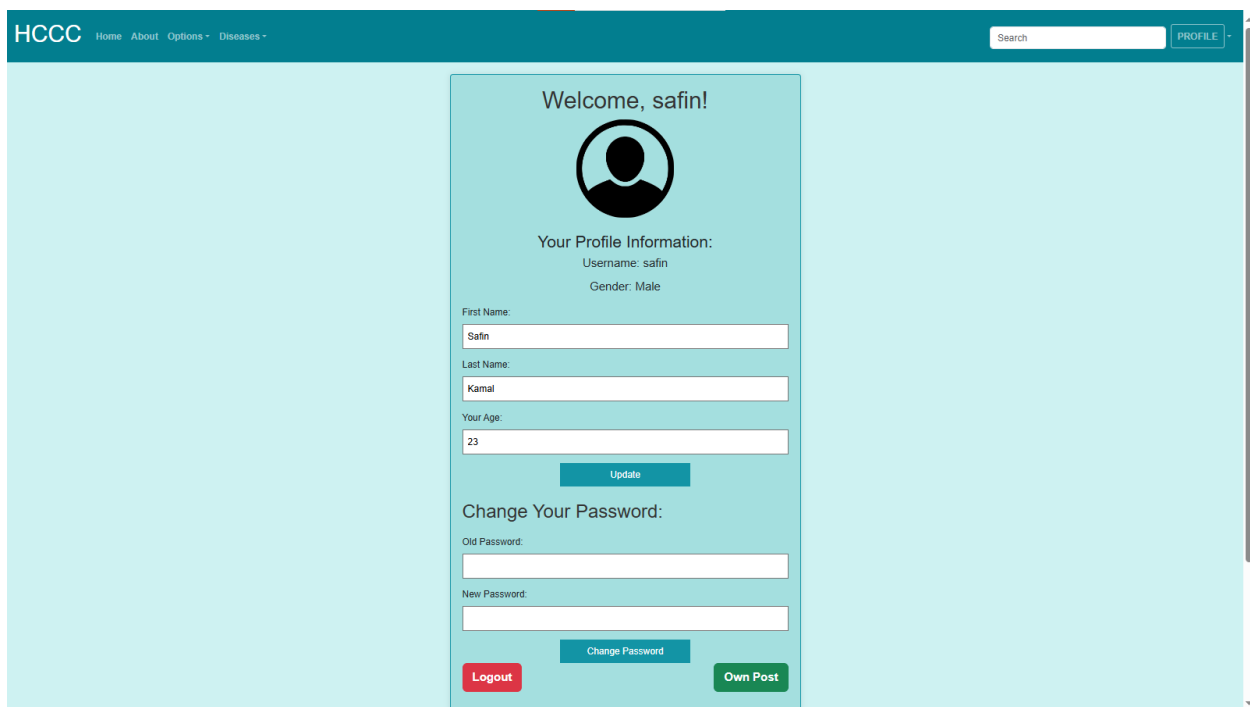 HCCC Home About Options Diseases Search PROFILE
Welcome, safin!
Your Profile Information:
Username: safin
Gender: Male
First Name:
Safin
Last Name:
Kamal
Your Age:
23
Update
Change Your Password:
Old Password:
New Password:
Change Password
Logout Own Post